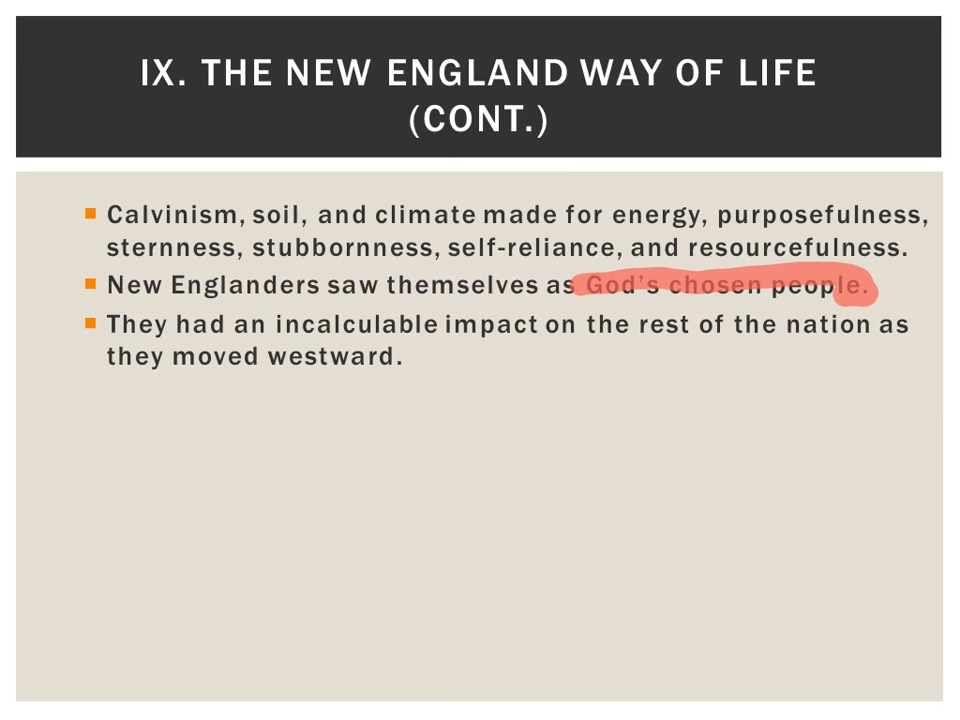 IX. THE NEW ENGLAND WAY OF LIFE
(CONT.)
Calvinism, soil, and climate made for energy, purposefulness,
sternness, stubbornness, self-reliance, and resourcefulness.
New Englanders saw themselves as God's chosen people.
They had an incalculable impact on the rest of the nation as
they moved westward.